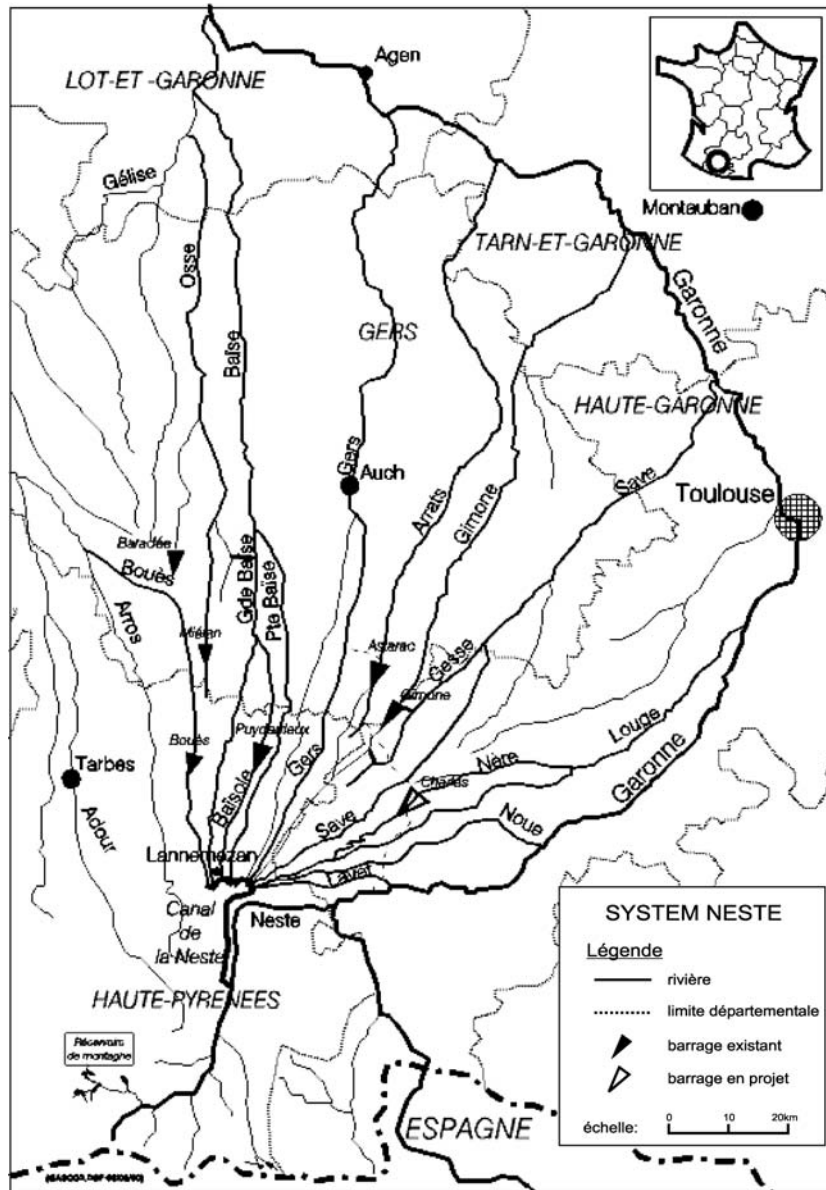 LOT-ET-GARONNE
Agen
Gélise
Montauban
TARN-ET-GARONNE
Osse
Baïse
GERS
Garonne
HAUTE-GARONNE
Gers
Auch
Save
Toulouse
Arrats
Gimone
Baradée
Bouès
Gde Baïse
Pte Baïse
Arros
Miélan
Astarac
Gesse
Gimone
Puydarrieux
Bouès
Gers
Louge
Tarbes
Nère
Garonne
Charlas
Baïsole
Adour
Save
Noue
Lannemezan
Lavet
Canal
de
la Neste
Neste
HAUTE-PYRENEES
Réservoirs
de montagne
ESPAGNE
SYSTEM NESTE
Légende
rivière
limite départementale
barrage existant
barrage en projet
échelle:
0 10 20km